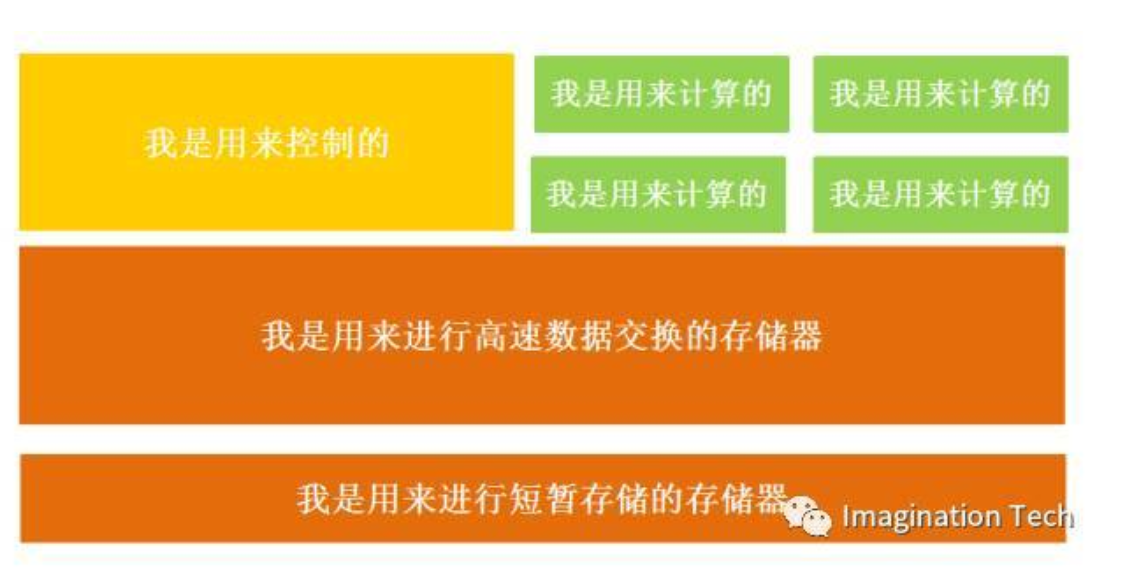 我是用来控制的
我是用来计算的
我是用来计算的
我是用来计算的
我是用来计算的
我是用来进行高速数据交换的存储器
我是用来进行短暂存储的存储器
Imagination Tech